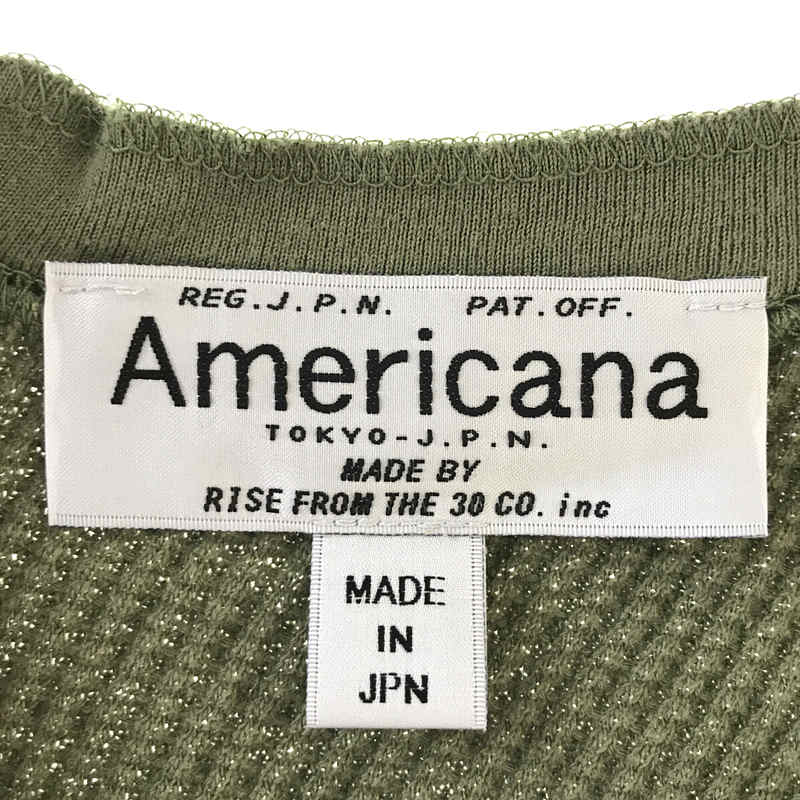 REG.J.P.N. PAT.OFF.
Americana
TOKYO-J.P.N.
MADE BY
RISE FROM THE 30 CO. inc
MADE
IN
JPN